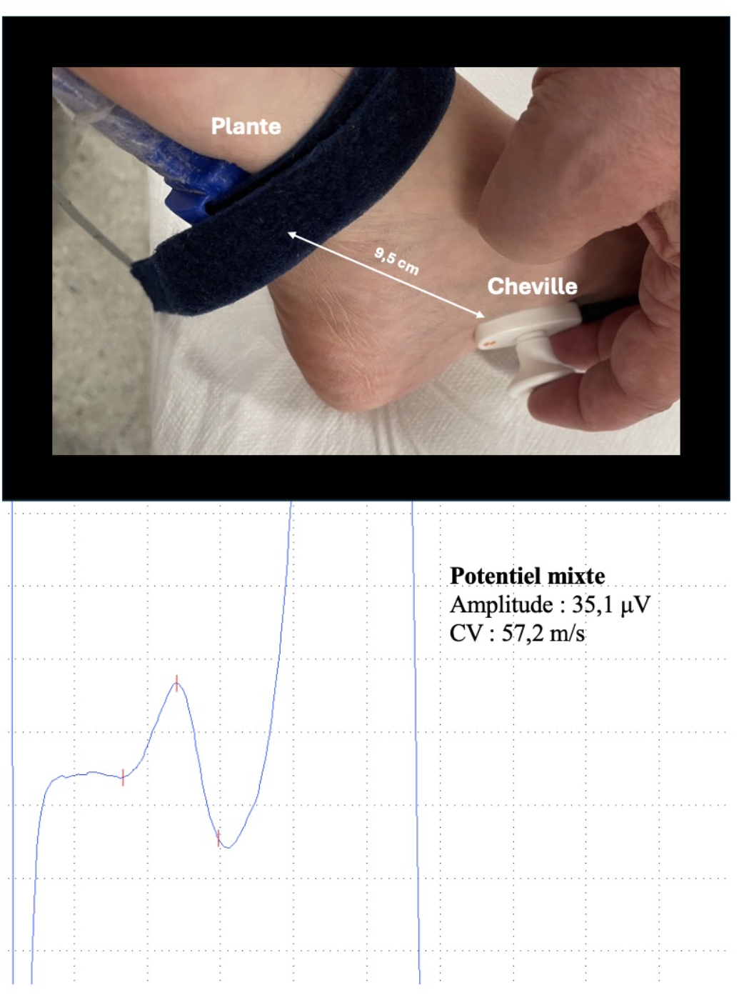 Plante
9,5 cm
Cheville
Potentiel mixte
Amplitude : 35,1 µV
CV : 57,2 m/s